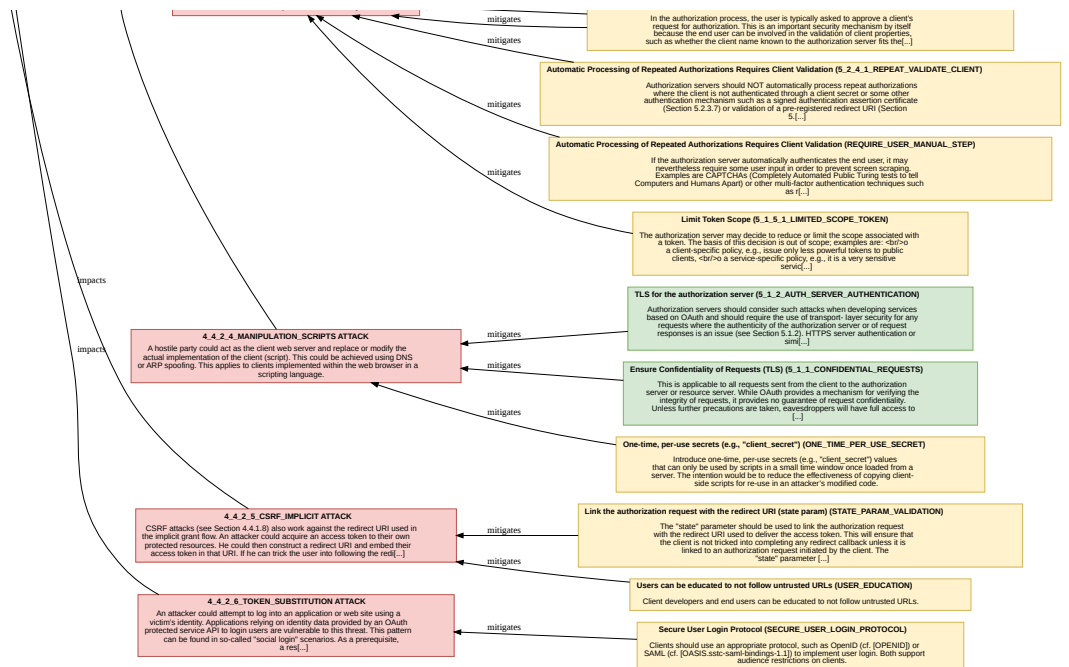 mitigates
In the authorization process, the user is typically asked to approve a client's
request for authorization. This is an important security mechanism by itself
because the end user can be involved in the validation of client properties,
such as whether the client name known to the authorization server fits the[...]
mitigates
Automatic Processing of Repeated Authorizations Requires Client Validation (5_2_4_1_REPEAT_VALIDATE_CLIENT)
Authorization servers should NOT automatically process repeat authorizations
where the client is not authenticated through a client secret or some other
authentication mechanism such as a signed authentication assertion certificate
(Section 5.2.3.7) or validation of a pre-registered redirect URI (Section
5.[...]
mitigates
Automatic Processing of Repeated Authorizations Requires Client Validation (REQUIRE_USER_MANUAL_STEP)
If the authorization server automatically authenticates the end user, it may
nevertheless require some user input in order to prevent screen scraping.
Examples are CAPTCHAs (Completely Automated Public Turing tests to tell
Computers and Humans Apart) or other multi-factor authentication techniques such
as r[...]
mitigates
Limit Token Scope (5_1_5_1_LIMITED_SCOPE_TOKEN)
The authorization server may decide to reduce or limit the scope associated with
a token. The basis of this decision is out of scope; examples are: <br/>o
a client-specific policy, e.g., issue only less powerful tokens to public
clients, <br/>o a service-specific policy, e.g., it is a very sensitive
servic[...]
impacts
TLS for the authorization server (5_1_2_AUTH_SERVER_AUTHENTICATION)
Authorization servers should consider such attacks when developing services
based on OAuth and should require the use of transport- layer security for any
requests where the authenticity of the authorization server or of request
responses is an issue (see Section 5.1.2). HTTPS server authentication or
simi[...]
mitigates
4_4_2_4_MANIPULATION_SCRIPTS ATTACK
A hostile party could act as the client web server and replace or modify the
actual implementation of the client (script). This could be achieved using DNS
or ARP spoofing. This applies to clients implemented within the web browser in a
scripting language.
impacts
mitigates
Ensure Confidentiality of Requests (TLS) (5_1_1_CONFIDENTIAL_REQUESTS)
This is applicable to all requests sent from the client to the authorization
server or resource server. While OAuth provides a mechanism for verifying the
integrity of requests, it provides no guarantee of request confidentiality.
Unless further precautions are taken, eavesdroppers will have full access to
[...]
mitigates
One-time, per-use secrets (e.g., "client_secret") (ONE_TIME_PER_USE_SECRET)
Introduce one-time, per-use secrets (e.g., "client_secret") values
that can only be used by scripts in a small time window once loaded from a
server. The intention would be to reduce the effectiveness of copying client-
side scripts for re-use in an attacker's modified code.
4_4_2_5_CSRF_IMPLICIT ATTACK
CSRF attacks (see Section 4.4.1.8) also work against the redirect URI used in
the implicit grant flow. An attacker could acquire an access token to their own
protected resources. He could then construct a redirect URI and embed their
access token in that URI. If he can trick the user into following the redi[...]
mitigates
Link the authorization request with the redirect URI (state param) (STATE_PARAM_VALIDATION)
The "state" parameter should be used to link the authorization request
with the redirect URI used to deliver the access token. This will ensure that
the client is not tricked into completing any redirect callback unless it is
linked to an authorization request initiated by the client. The
"state" parameter [...]
mitigates
Users can be educated to not follow untrusted URLs (USER_EDUCATION)
Client developers and end users can be educated to not follow untrusted URLs.
4_4_2_6_TOKEN_SUBSTITUTION ATTACK
An attacker could attempt to log into an application or web site using a
victim's identity. Applications relying on identity data provided by an OAuth
protected service API to login users are vulnerable to this threat. This pattern
can be found in so-called "social login" scenarios. As a prerequisite,
a res[...]
mitigates
Secure User Login Protocol (SECURE_USER_LOGIN_PROTOCOL)
Clients should use an appropriate protocol, such as OpenID (cf. [OPENID]) or
SAML (cf. [OASIS.sstc-saml-bindings-1.1]) to implement user login. Both support
audience restrictions on clients.